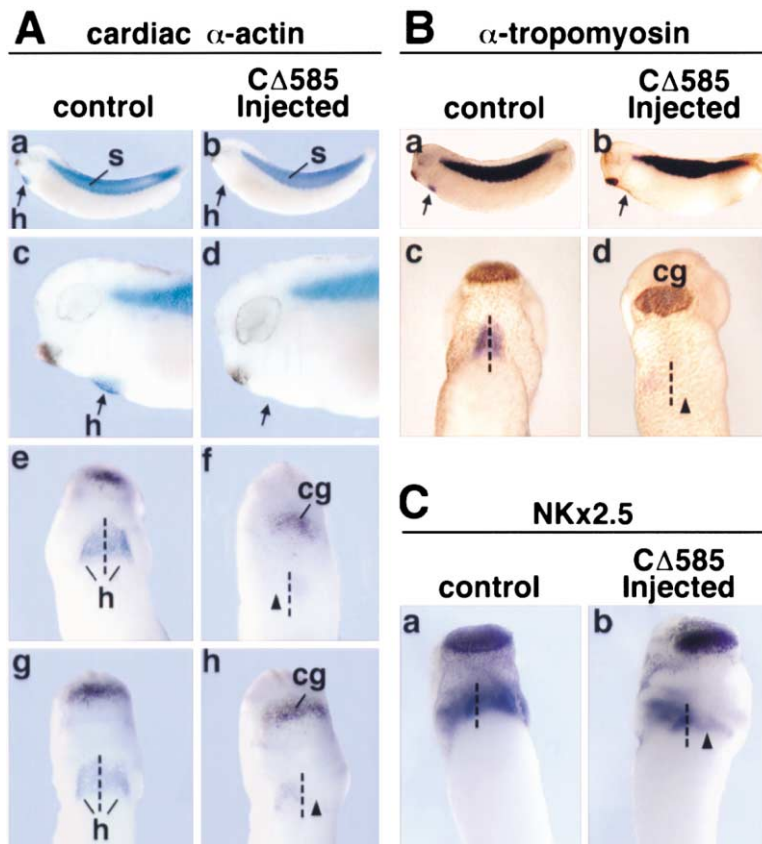 A cardiac α-actin
control
CΔ585
Injected
a
s
h
b
s
h
c
h
d
e
h
f
cg
g
h
h
cg
B α-tropomyosin
control
CΔ585
Injected
a
b
c
d
cg
C NKx2.5
control
CΔ585
Injected
a
b